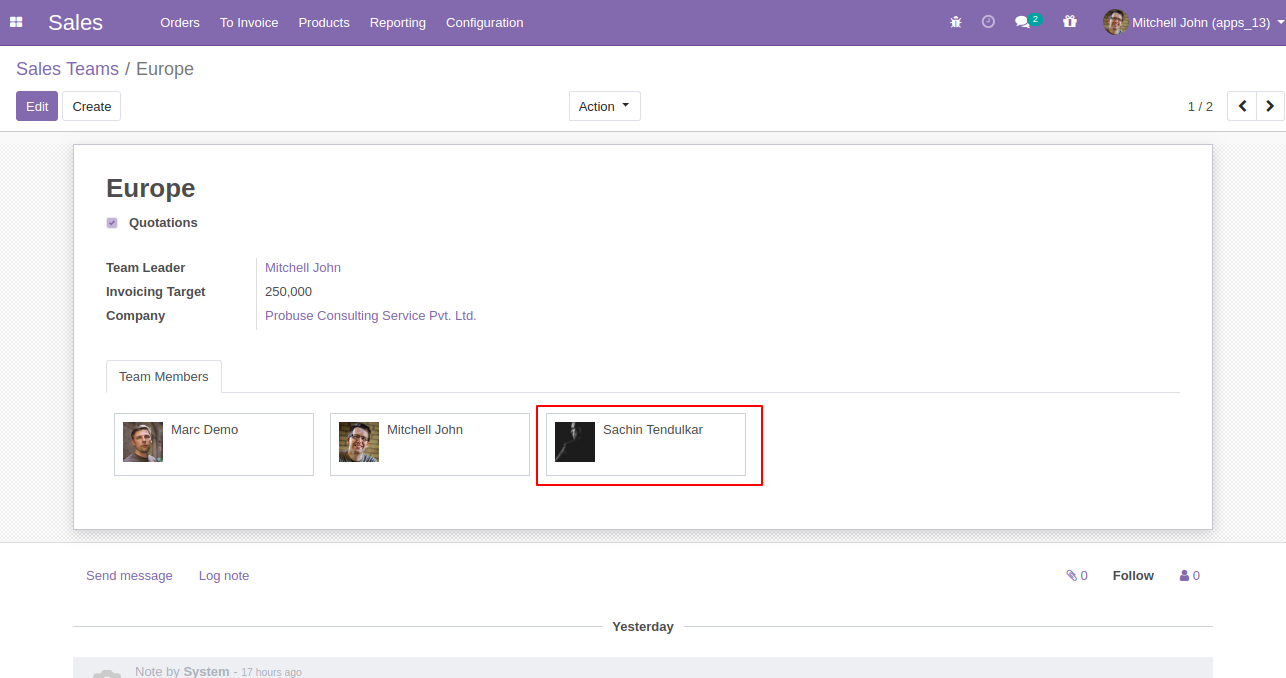 Sales Orders To Invoice Products Reporting Configuration 2 Mitchell John (apps_13)
Sales Teams / Europe
Edit Create Action 1 / 2
Europe
Quotations
Team Leader Mitchell John
Invoicing Target 250,000
Company Probuse Consulting Service Pvt. Ltd.
Team Members
Marc Demo Mitchell John Sachin Tendulkar
Send message Log note 0 Follow 0
Yesterday
Note by System - 17 hours ago